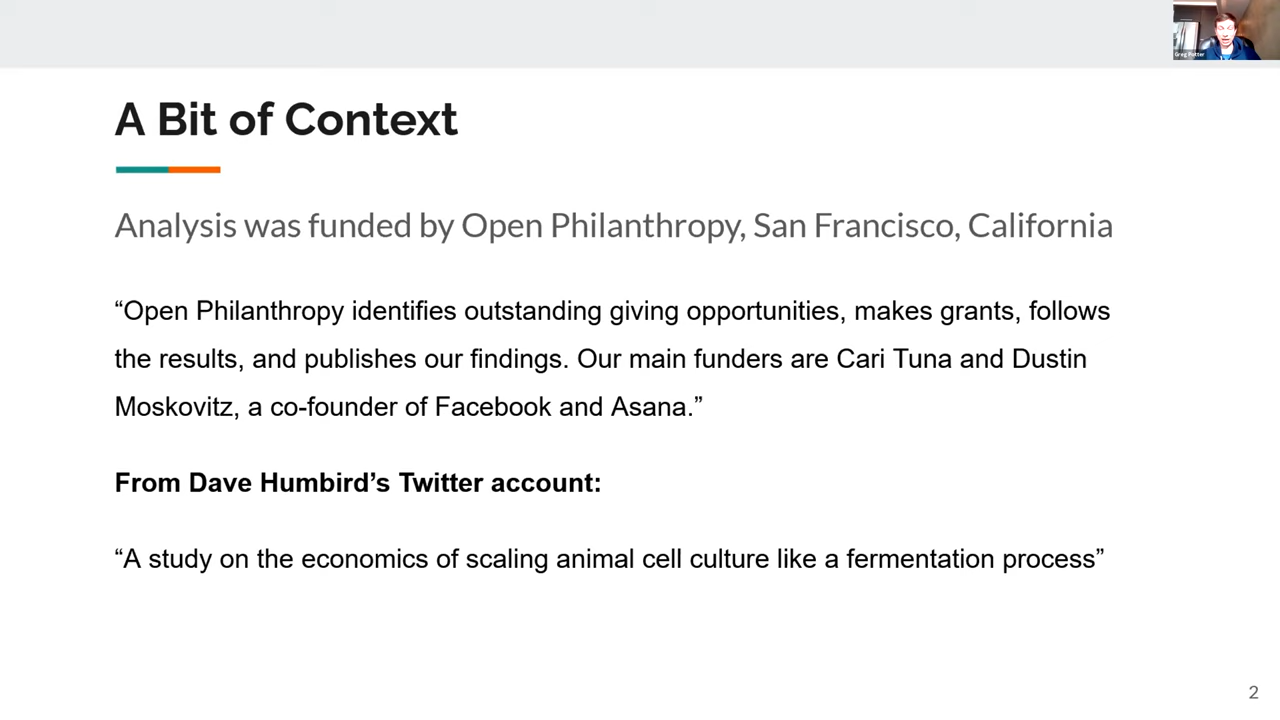 Greg Potter
A Bit of Context
Analysis was funded by Open Philanthropy, San Francisco, California
“Open Philanthropy identifies outstanding giving opportunities, makes grants, follows
the results, and publishes our findings. Our main funders are Cari Tuna and Dustin
Moskovitz, a co-founder of Facebook and Asana.”
From Dave Humbird’s Twitter account:
“A study on the economics of scaling animal cell culture like a fermentation process”
2